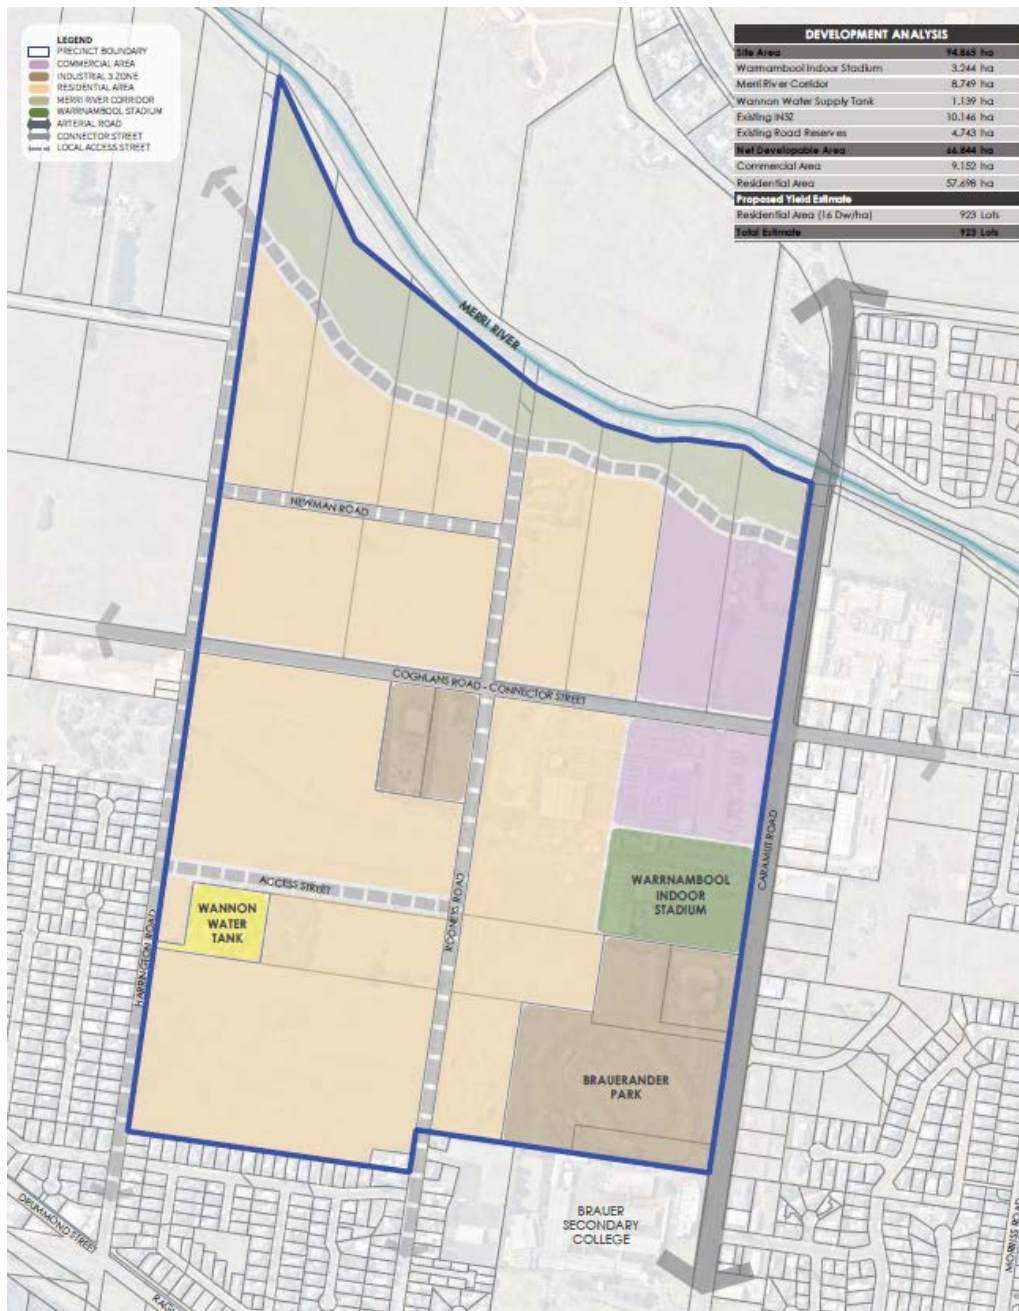 LEGEND
PRECINCT BOUNDARY
COMMERCIAL AREA
INDUSTRIAL 3 ZONE
RESIDENTIAL AREA
MERRI RIVER CORRIDOR
WARRNAMBOOL STADIUM
ARTERIAL ROAD
CONNECTOR STREET
LOCAL ACCESS STREET
DEVELOPMENT ANALYSIS
Site Area 94.865 ha
Warrnambool Indoor Stadium 3.244 ha
Merri River Corridor 8.749 ha
Wannon Water Supply Tank 1.139 ha
Existing IN3Z 10.146 ha
Existing Road Reserves 4.743 ha
Net Developable Area 66.844 ha
Commercial Area 9.152 ha
Residential Area 57.698 ha
Proposed Yield Estimate
Residential Area (16 Dw/ha) 923 Lots
Total Estimate 923 Lots
MERRI RIVER
NEWMAN ROAD
COGHLANS ROAD - CONNECTOR STREET
CARAMUT ROAD
WARRNAMBOOL
INDOOR
STADIUM
ACCESS STREET
WANNON
WATER
TANK
ROONEYS ROAD
HARRINGTON ROAD
BRAUERANDER
PARK
BRAUER
SECONDARY
COLLEGE
DRUMMOND STREET
MORRISS ROAD